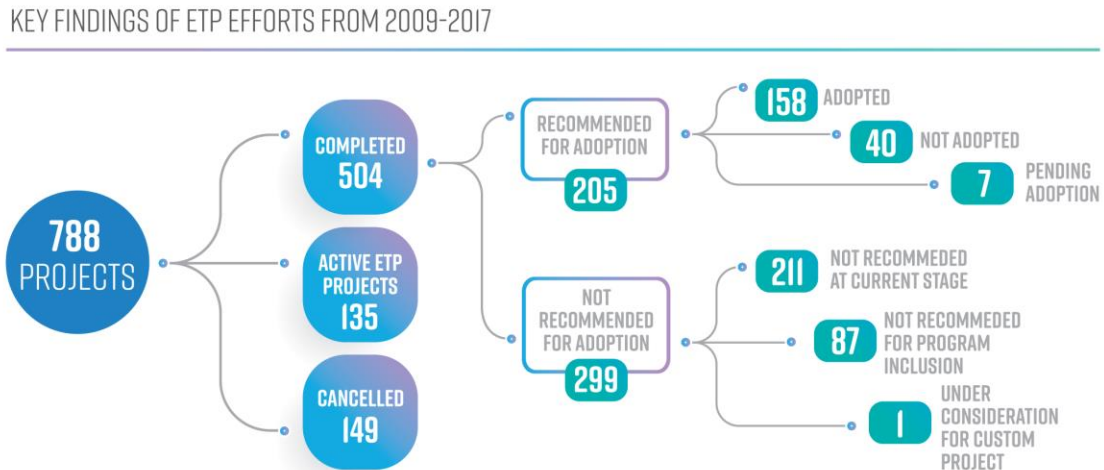 KEY FINDINGS OF ETP EFFORTS FROM 2009-2017
788
PROJECTS
COMPLETED
504
ACTIVE ETP
PROJECTS
135
CANCELLED
149
RECOMMENDED
FOR ADOPTION
205
NOT
RECOMMENDED
FOR ADOPTION
299
158
ADOPTED
40
NOT ADOPTED
7
PENDING
ADOPTION
211
NOT RECOMMEDED
AT CURRENT STAGE
87
NOT RECOMMEDED
FOR PROGRAM
INCLUSION
1
UNDER
CONSIDERATION
FOR CUSTOM
PROJECT